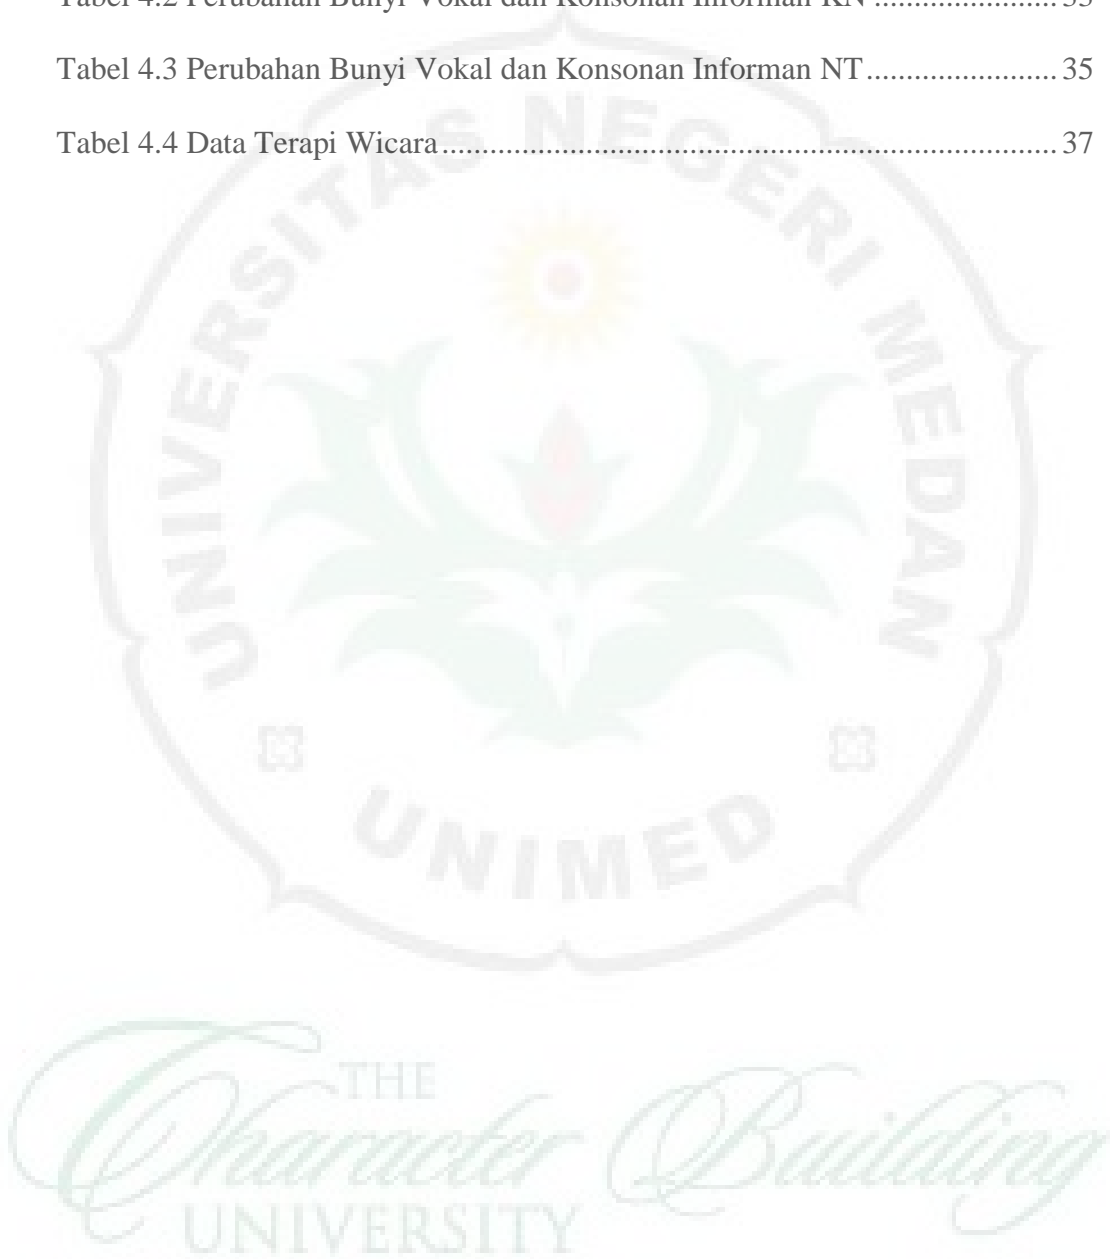 Tabel 4.2 Perubahan Bunyi Vokal dan Konsonan Informan KN ...................... 33
Tabel 4.3 Perubahan Bunyi Vokal dan Konsonan Informan NT ....................... 35
Tabel 4.4 Data Terapi Wicara .......................................................................... 37
UNIVERSITAS NEGERI MEDAN
UNIMED
THE
Character Building
UNIVERSITY